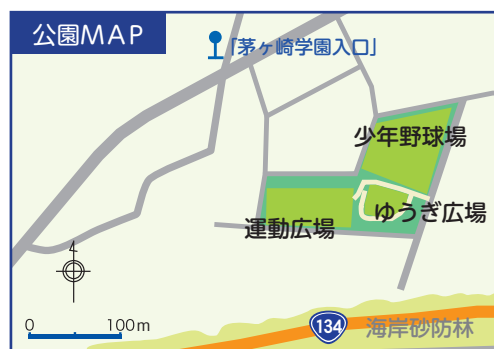 公園MAP
「茅ヶ崎学園入口」
少年野球場
ゆうぎ広場
運動広場
4
0 100m
134
海岸砂防林